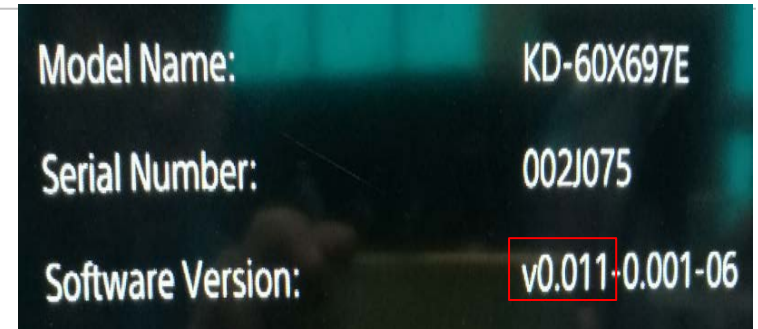 Model Name: KD-60X697E
Serial Number: 002J075
Software Version: v0.011-0.001-06